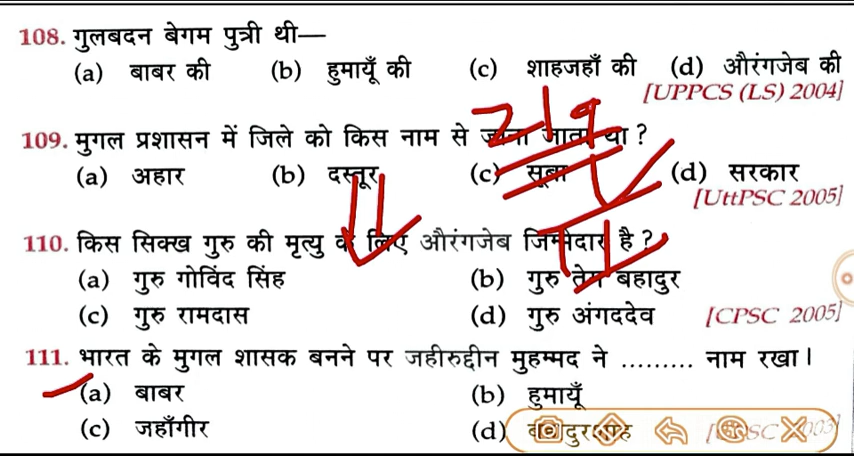 108. गुलबदन बेगम पुत्री थी—
(a) बाबर की (b) हुमायूँ की (c) शाहजहाँ की (d) औरंगजेब की
[UPPCS (LS) 2004]
109. मुगल प्रशासन में जिले को किस नाम से जाना जाता था?
(a) अहार (b) दस्तूर (c) सूबा (d) सरकार
[UttPSC 2005]
110. किस सिक्ख गुरु की मृत्यु के लिए औरंगजेब जिम्मेदार है?
(a) गुरु गोविंद सिंह (b) गुरु तेग बहादुर
(c) गुरु रामदास (d) गुरु अंगददेव [CPSC 2005]
111. भारत के मुगल शासक बनने पर जहीरुद्दीन मुहम्मद ने ......... नाम रखा।
(a) बाबर (b) हुमायूँ
(c) जहाँगीर (d) बहादुरशाह